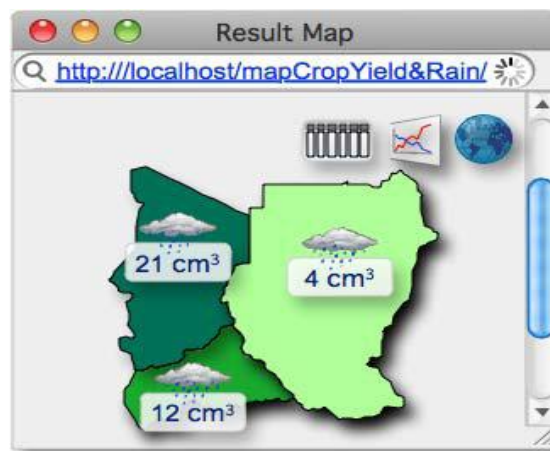 Result Map
http:///localhost/mapCropYield&Rain/
21 cm³
4 cm³
12 cm³